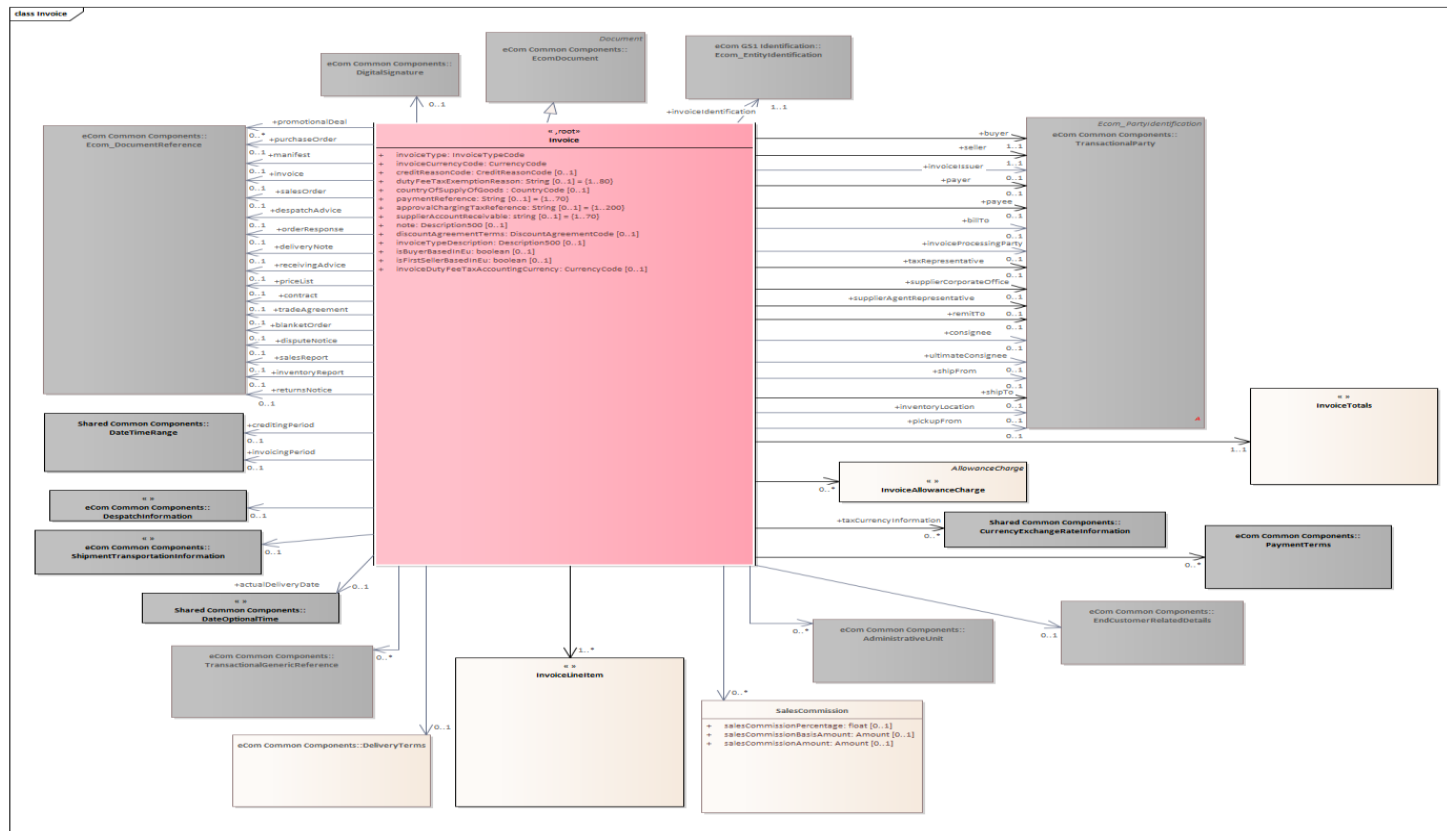 class Invoice
eCom Common Components::
DigitalSignature
0..1
Document
eCom Common Components::
EcomDocument
eCom GS1 Identification::
Ecom_EntityIdentification
+invoiceIdentification
1..1
eCom Common Components::
Ecom_DocumentReference
+promotionalDeal
0..*
+purchaseOrder
0..1
+manifest
0..1
+invoice
0..1
+salesOrder
0..1
+despatchAdvice
0..1
+orderResponse
0..1
+deliveryNote
0..1
+receivingAdvice
0..1
+priceList
0..1
+contract
0..1
+tradeAgreement
0..1
+blanketOrder
0..1
+disputeNotice
0..1
+salesReport
0..1
+inventoryReport
0..1
+returnsNotice
0..1
« ,root»
Invoice
+ invoiceType: InvoiceTypeCode
+ invoiceCurrencyCode: CurrencyCode
+ creditReasonCode: CreditReasonCode [0..1]
+ dutyFeeTaxExemptionReason: String [0..1] = {1..80}
+ countryOfSupplyOfGoods : CountryCode [0..1]
+ paymentReference: String [0..1] = {1..70}
+ approvalChargingTaxReference: String [0..1] = {1..200}
+ supplierAccountReceivable: string [0..1] = {1..70}
+ note: Description500 [0..1]
+ discountAgreementTerms: DiscountAgreementCode [0..1]
+ invoiceTypeDescription: Description500 [0..1]
+ isBuyerBasedInEu: boolean [0..1]
+ isFirstSellerBasedInEu: boolean [0..1]
+ invoiceDutyFeeTaxAccountingCurrency: CurrencyCode [0..1]
Ecom_PartyIdentification
eCom Common Components::
TransactionalParty
+buyer
1..1
+seller
1..1
+invoiceIssuer
0..1
+payer
0..1
+payee
0..1
+billTo
0..1
+invoiceProcessingParty
0..1
+taxRepresentative
0..1
+supplierCorporateOffice
0..1
+supplierAgentRepresentative
0..1
+remitTo
0..1
+consignee
0..1
+ultimateConsignee
0..1
+shipFrom
0..1
+shipTo
0..1
+inventoryLocation
0..1
+pickupFrom
0..1
Shared Common Components::
DateTimeRange
+creditingPeriod
0..1
+invoicingPeriod
0..1
« »
InvoiceTotals
1..1
AllowanceCharge
« »
InvoiceAllowanceCharge
0..*
« »
eCom Common Components::
DespatchInformation
0..1
+taxCurrencyInformation
0..*
Shared Common Components::
CurrencyExchangeRateInformation
« »
eCom Common Components::
ShipmentTransportationInformation
0..1
eCom Common Components::
PaymentTerms
0..*
+actualDeliveryDate
0..1
« »
Shared Common Components::
DateOptionalTime
eCom Common Components::
TransactionalGenericReference
0..*
eCom Common Components::DeliveryTerms
0..1
1..*
« »
InvoiceLineItem
0..*
SalesCommission
+ salesCommissionPercentage: float [0..1]
+ salesCommissionBasisAmount: Amount [0..1]
+ salesCommissionAmount: Amount [0..1]
0..*
eCom Common Components::
AdministrativeUnit
0..1
eCom Common Components::
EndCustomerRelatedDetails